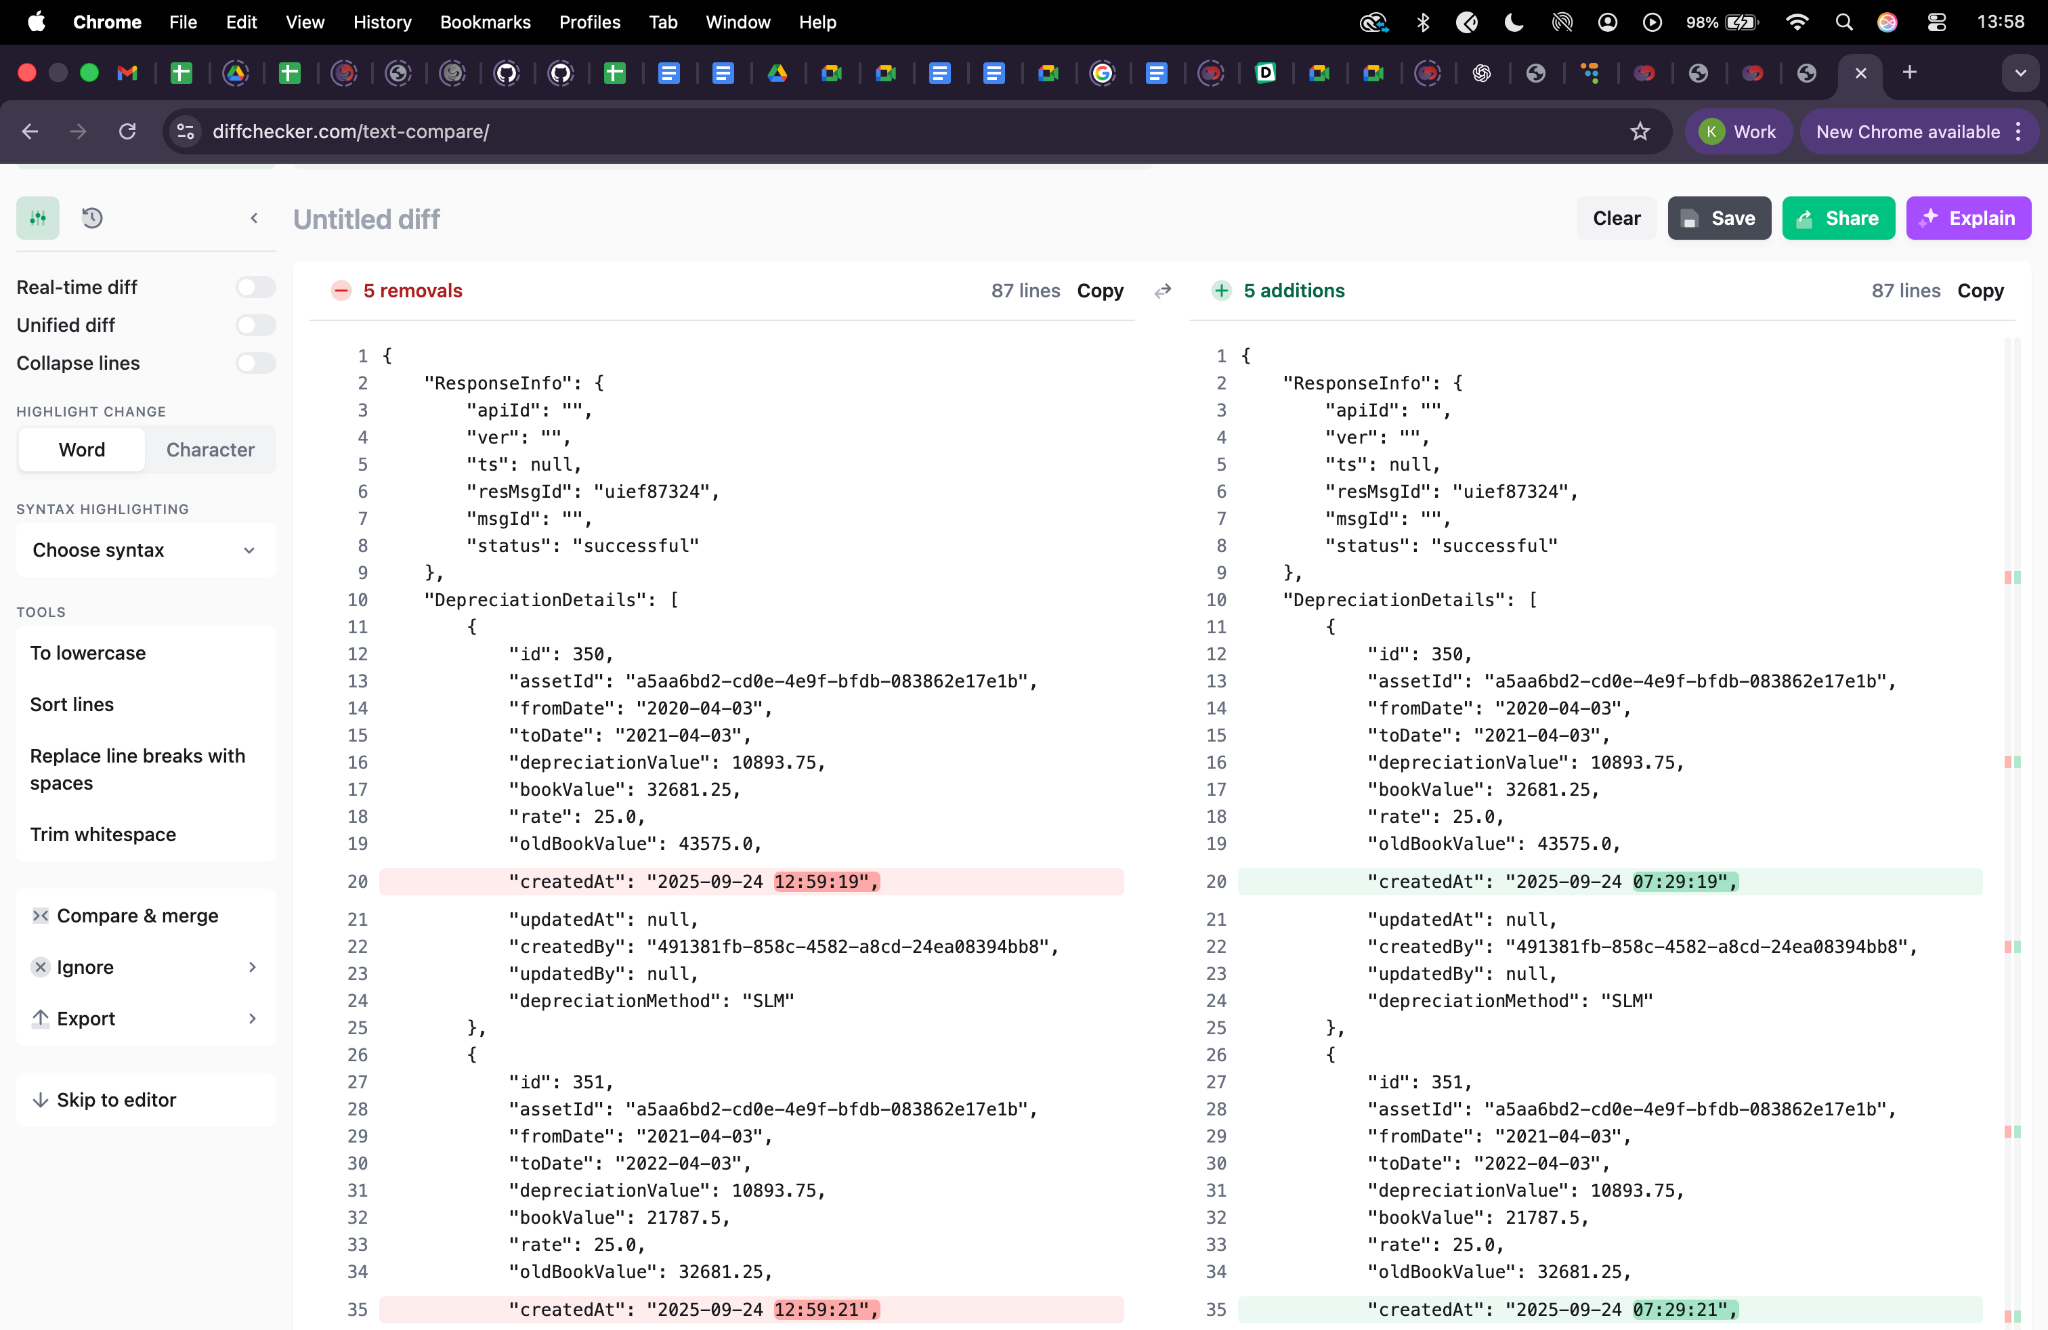 Chrome File Edit View History Bookmarks Profiles Tab Window Help 98% 13:58
diffchecker.com/text-compare/ K Work New Chrome available
Untitled diff Clear Save Share Explain
Real-time diff
Unified diff
Collapse lines
HIGHLIGHT CHANGE
Word Character
SYNTAX HIGHLIGHTING
Choose syntax
TOOLS
To lowercase
Sort lines
Replace line breaks with
spaces
Trim whitespace
Compare & merge
Ignore
Export
Skip to editor
5 removals 87 lines Copy
1 {
2 "ResponseInfo": {
3 "apiId": "",
4 "ver": "",
5 "ts": null,
6 "resMsgId": "uief87324",
7 "msgId": "",
8 "status": "successful"
9 },
10 "DepreciationDetails": [
11 {
12 "id": 350,
13 "assetId": "a5aa6bd2-cd0e-4e9f-bfdb-083862e17e1b",
14 "fromDate": "2020-04-03",
15 "toDate": "2021-04-03",
16 "depreciationValue": 10893.75,
17 "bookValue": 32681.25,
18 "rate": 25.0,
19 "oldBookValue": 43575.0,
20 "createdAt": "2025-09-24 12:59:19",
21 "updatedAt": null,
22 "createdBy": "491381fb-858c-4582-a8cd-24ea08394bb8",
23 "updatedBy": null,
24 "depreciationMethod": "SLM"
25 },
26 {
27 "id": 351,
28 "assetId": "a5aa6bd2-cd0e-4e9f-bfdb-083862e17e1b",
29 "fromDate": "2021-04-03",
30 "toDate": "2022-04-03",
31 "depreciationValue": 10893.75,
32 "bookValue": 21787.5,
33 "rate": 25.0,
34 "oldBookValue": 32681.25,
35 "createdAt": "2025-09-24 12:59:21",
5 additions 87 lines Copy
1 {
2 "ResponseInfo": {
3 "apiId": "",
4 "ver": "",
5 "ts": null,
6 "resMsgId": "uief87324",
7 "msgId": "",
8 "status": "successful"
9 },
10 "DepreciationDetails": [
11 {
12 "id": 350,
13 "assetId": "a5aa6bd2-cd0e-4e9f-bfdb-083862e17e1b",
14 "fromDate": "2020-04-03",
15 "toDate": "2021-04-03",
16 "depreciationValue": 10893.75,
17 "bookValue": 32681.25,
18 "rate": 25.0,
19 "oldBookValue": 43575.0,
20 "createdAt": "2025-09-24 07:29:19",
21 "updatedAt": null,
22 "createdBy": "491381fb-858c-4582-a8cd-24ea08394bb8",
23 "updatedBy": null,
24 "depreciationMethod": "SLM"
25 },
26 {
27 "id": 351,
28 "assetId": "a5aa6bd2-cd0e-4e9f-bfdb-083862e17e1b",
29 "fromDate": "2021-04-03",
30 "toDate": "2022-04-03",
31 "depreciationValue": 10893.75,
32 "bookValue": 21787.5,
33 "rate": 25.0,
34 "oldBookValue": 32681.25,
35 "createdAt": "2025-09-24 07:29:21",